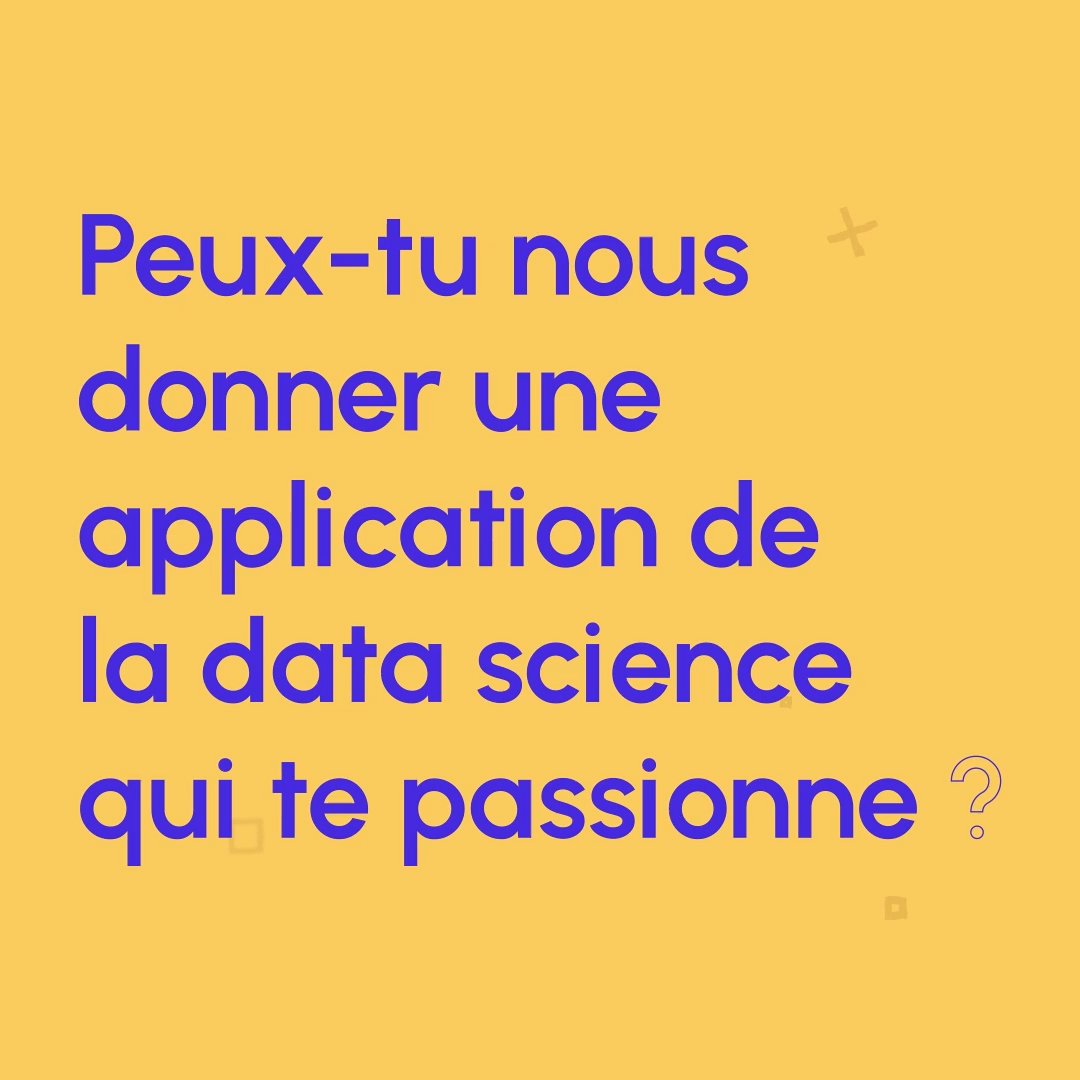 Peux-tu nous
donner une
application de
la data science
qui te passionne ?